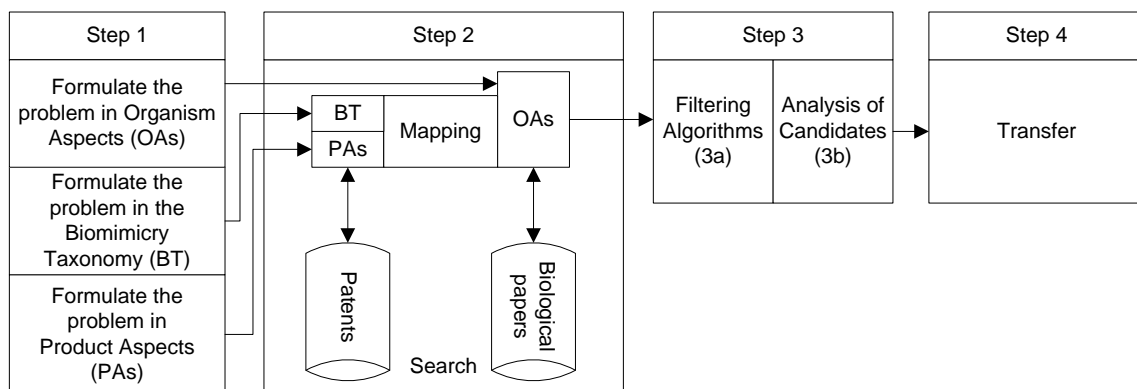 Step 1
Formulate the
problem in Organism
Aspects (OAs)
Formulate the
problem in the
Biomimicry
Taxonomy (BT)
Formulate the
problem in
Product Aspects
(PAs)
Step 2
BT
PAs
Mapping
OAs
Patents
Biological
papers
Search
Step 3
Filtering
Algorithms
(3a)
Analysis of
Candidates
(3b)
Step 4
Transfer